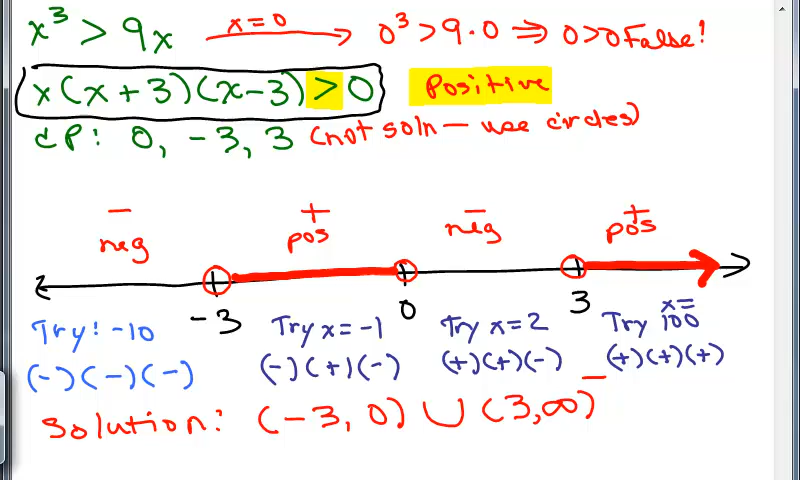 x³ > 9x x=0 0³ > 9·0 ⇒ 0>0 False!
x(x+3)(x-3) > 0 Positive
CP: 0, -3, 3 (not soln – use circles)
− + − +
neg pos neg pos
-3 0 3
Try! -10 Try x=-1 Try x=2 Try x=100
(-)(-)(-) (-)(+)(-) (+)(+)(-) (+)(+)(+)
Solution: (-3, 0) ∪ (3, ∞)